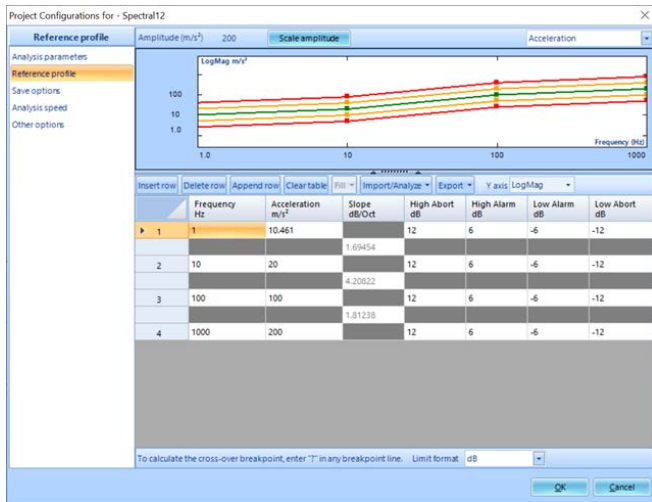 Project Configurations for - Spectral12
Reference profile
Analysis parameters
Reference profile
Save options
Analysis speed
Other options
Amplitude (m/s²) 200 Scale amplitude Acceleration
LogMag m/s²
100
10
1.0
Frequency (Hz)
1.0 10 100 1000
Insert row Delete row Append row Clear table Fill Import/Analyze Export Y axis LogMag
Frequency Hz Acceleration m/s² Slope dB/Oct High Abort dB High Alarm dB Low Alarm dB Low Abort dB
1 1 10.461 12 6 -6 -12
1.69454
2 10 20 12 6 -6 -12
4.20822
3 100 100 12 6 -6 -12
1.81238
4 1000 200 12 6 -6 -12
To calculate the cross-over breakpoint, enter "?" in any breakpoint line. Limit format dB
OK Cancel